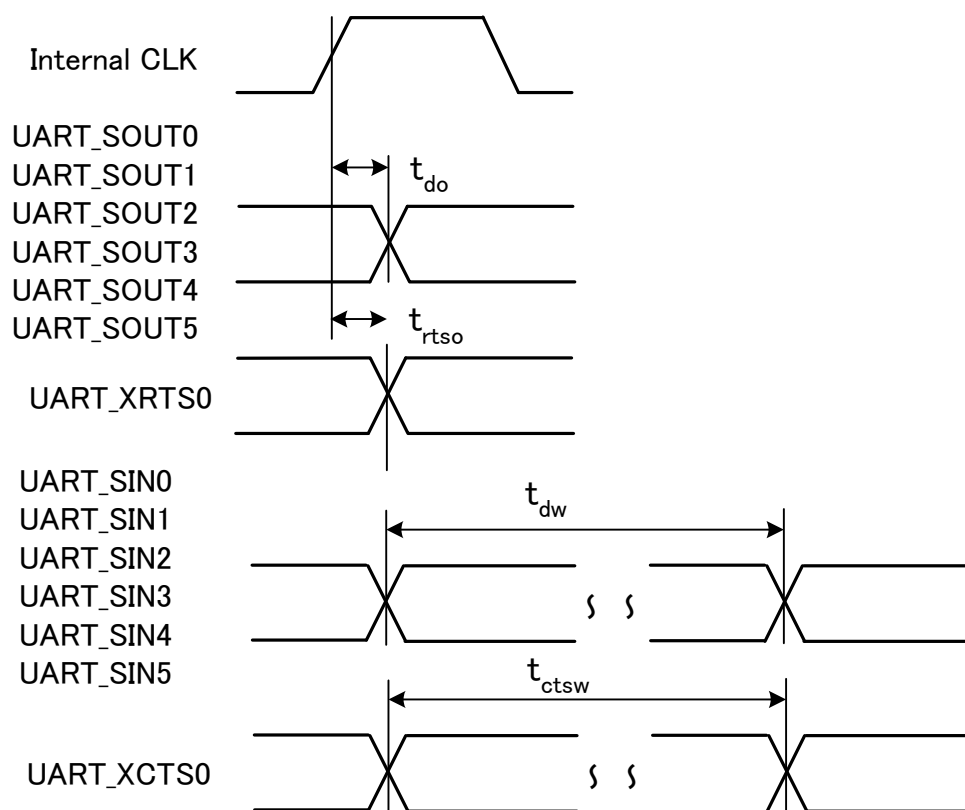 Internal CLK
UART_SOUT0
UART_SOUT1
t_do
UART_SOUT2
UART_SOUT3
UART_SOUT4
UART_SOUT5
t_rtso
UART_XRTS0
UART_SIN0
t_dw
UART_SIN1
UART_SIN2
UART_SIN3
UART_SIN4
UART_SIN5
t_ctsw
UART_XCTS0